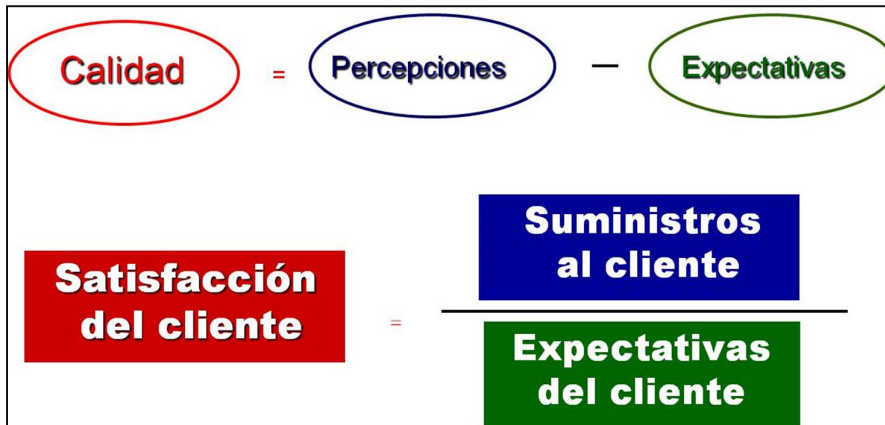 Calidad = Percepciones — Expectativas
Suministros
al cliente
Satisfacción
del cliente
=
Expectativas
del cliente